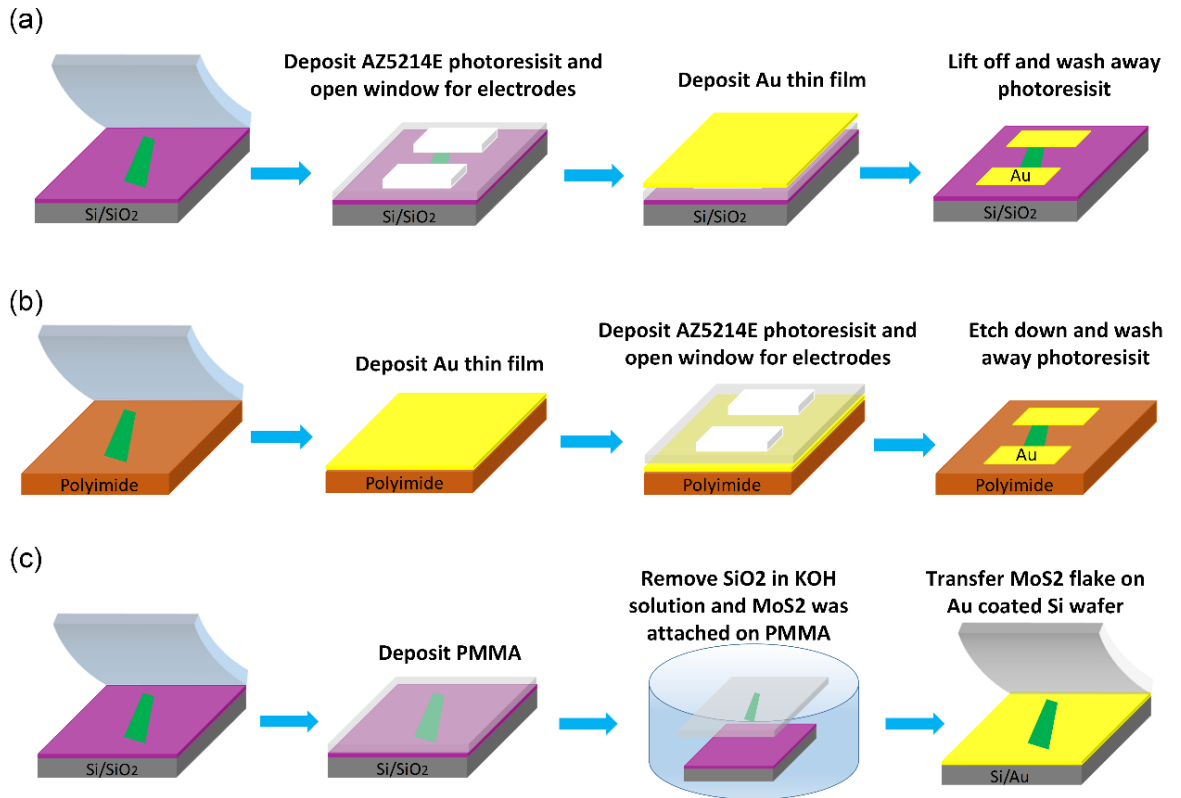 (a)
Deposit AZ5214E photoresisit and
open window for electrodes
Deposit Au thin film
Lift off and wash away
photoresisit
Si/SiO2
Si/SiO2
Si/SiO2
Au
Si/SiO2
(b)
Deposit Au thin film
Deposit AZ5214E photoresisit and
open window for electrodes
Etch down and wash
away photoresisit
Polyimide
Polyimide
Polyimide
Au
Polyimide
(c)
Deposit PMMA
Remove SiO2 in KOH
solution and MoS2 was
attached on PMMA
Transfer MoS2 flake on
Au coated Si wafer
Si/SiO2
Si/SiO2
Si/Au